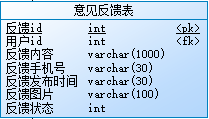 意见反馈表
反馈id int <pk>
用户id int <fk>
反馈内容 varchar(1000)
反馈手机号 varchar(30)
反馈发布时间 varchar(30)
反馈图片 varchar(100)
反馈状态 int